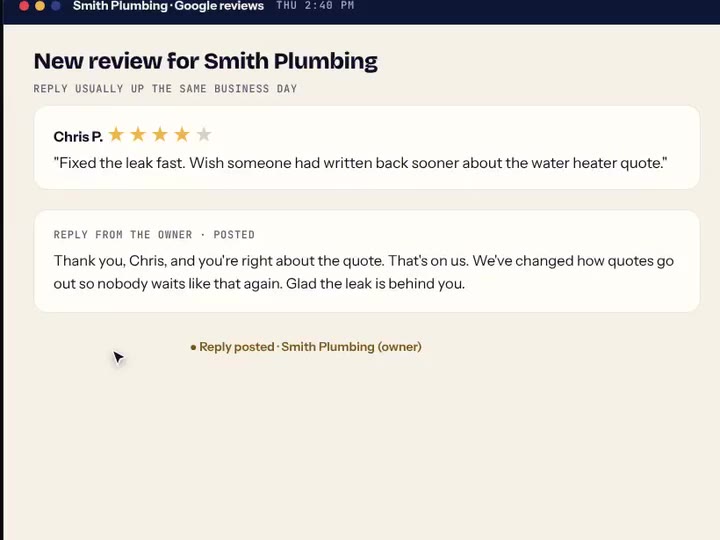 Smith Plumbing · Google reviews THU 2:40 PM
New review for Smith Plumbing
REPLY USUALLY UP THE SAME BUSINESS DAY
Chris P. ★ ★ ★ ★ ★
"Fixed the leak fast. Wish someone had written back sooner about the water heater quote."
REPLY FROM THE OWNER · POSTED
Thank you, Chris, and you're right about the quote. That's on us. We've changed how quotes go
out so nobody waits like that again. Glad the leak is behind you.
● Reply posted · Smith Plumbing (owner)